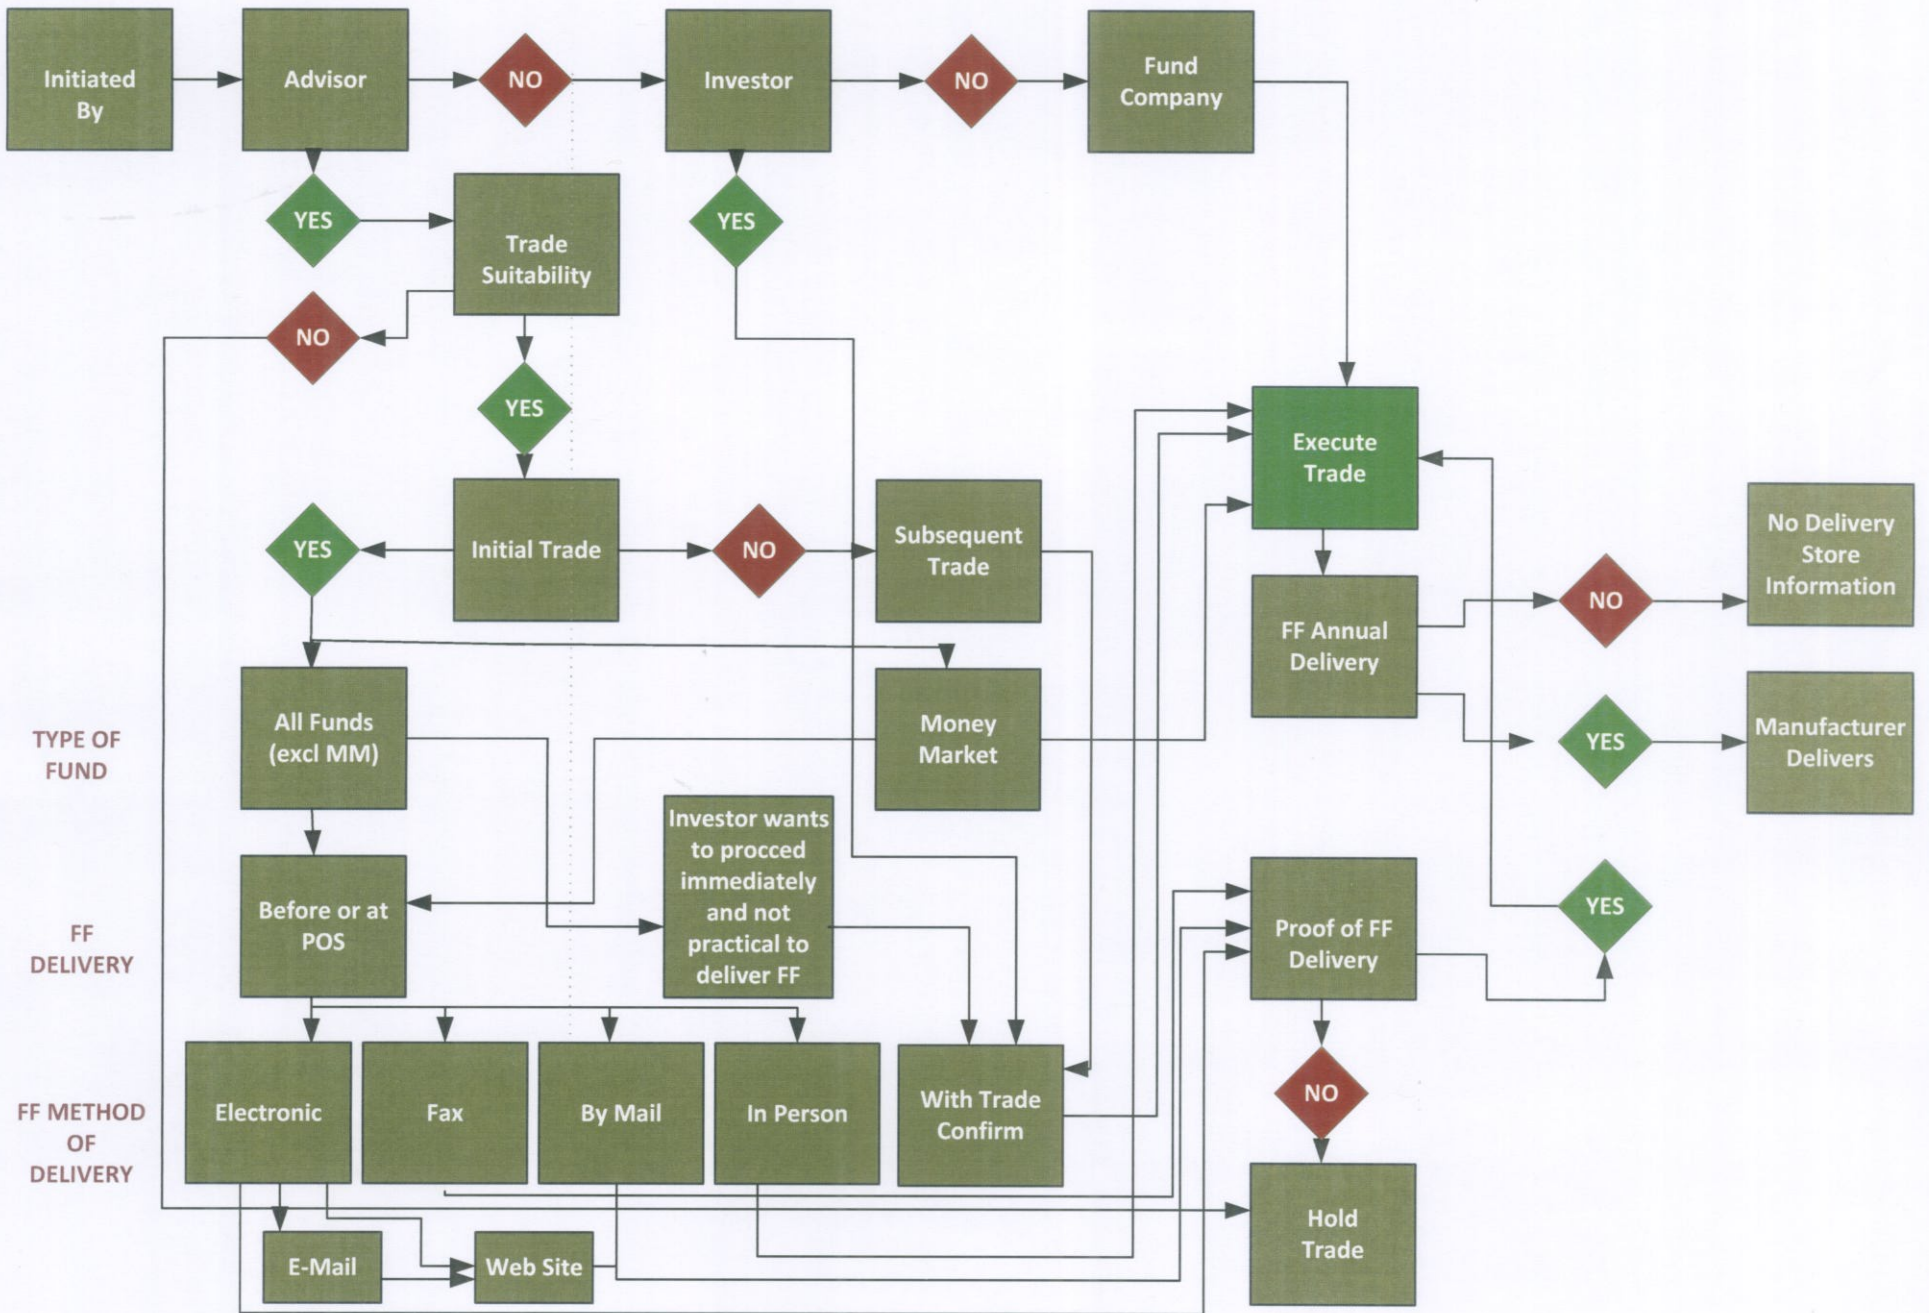 Initiated
By
Advisor
NO
Investor
NO
Fund
Company
YES
Trade
Suitability
YES
NO
YES
Execute
Trade
YES
Initial Trade
NO
Subsequent
Trade
No Delivery
Store
Information
NO
FF Annual
Delivery
TYPE OF
FUND
All Funds
(excl MM)
Money
Market
YES
Manufacturer
Delivers
FF
DELIVERY
Before or at
POS
Investor wants
to procced
immediately
and not
practical to
deliver FF
Proof of FF
Delivery
YES
FF METHOD
OF
DELIVERY
Electronic
Fax
By Mail
In Person
With Trade
Confirm
NO
Hold
Trade
E-Mail
Web Site